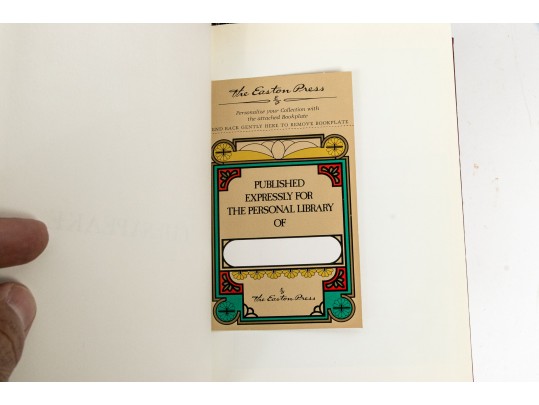 The Easton Press
Personalize your Collection with
the attached Bookplate
END BACK GENTLY HERE TO REMOVE BOOKPLATE
PUBLISHED
EXPRESSLY FOR
THE PERSONAL LIBRARY
OF
The Easton Press